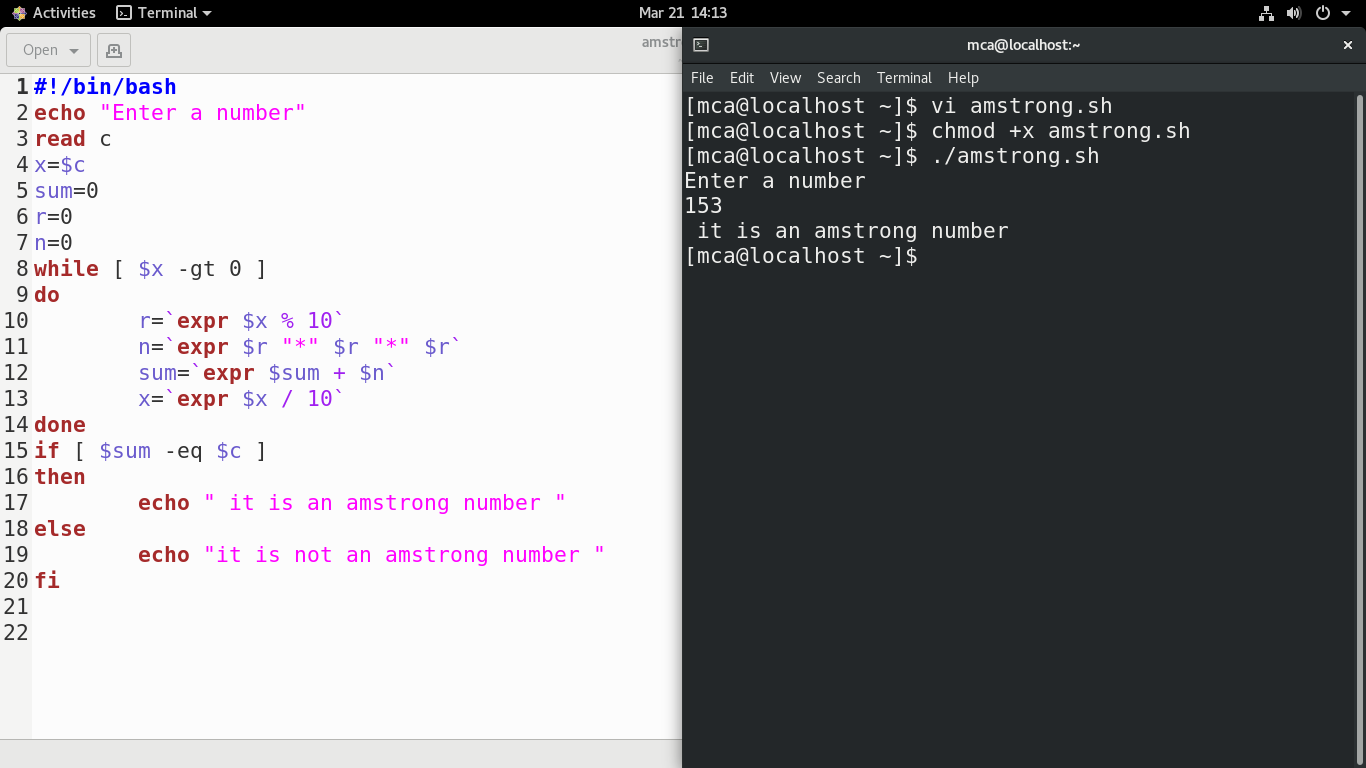 Activities Terminal Mar 21 14:13
Open
1 #!/bin/bash
2 echo "Enter a number"
3 read c
4 x=$c
5 sum=0
6 r=0
7 n=0
8 while [ $x -gt 0 ]
9 do
10 r=`expr $x % 10`
11 n=`expr $r "*" $r "*" $r`
12 sum=`expr $sum + $n`
13 x=`expr $x / 10`
14 done
15 if [ $sum -eq $c ]
16 then
17 echo " it is an amstrong number "
18 else
19 echo "it is not an amstrong number "
20 fi
21
22
mca@localhost:~
File Edit View Search Terminal Help
[mca@localhost ~]$ vi amstrong.sh
[mca@localhost ~]$ chmod +x amstrong.sh
[mca@localhost ~]$ ./amstrong.sh
Enter a number
153
 it is an amstrong number
[mca@localhost ~]$